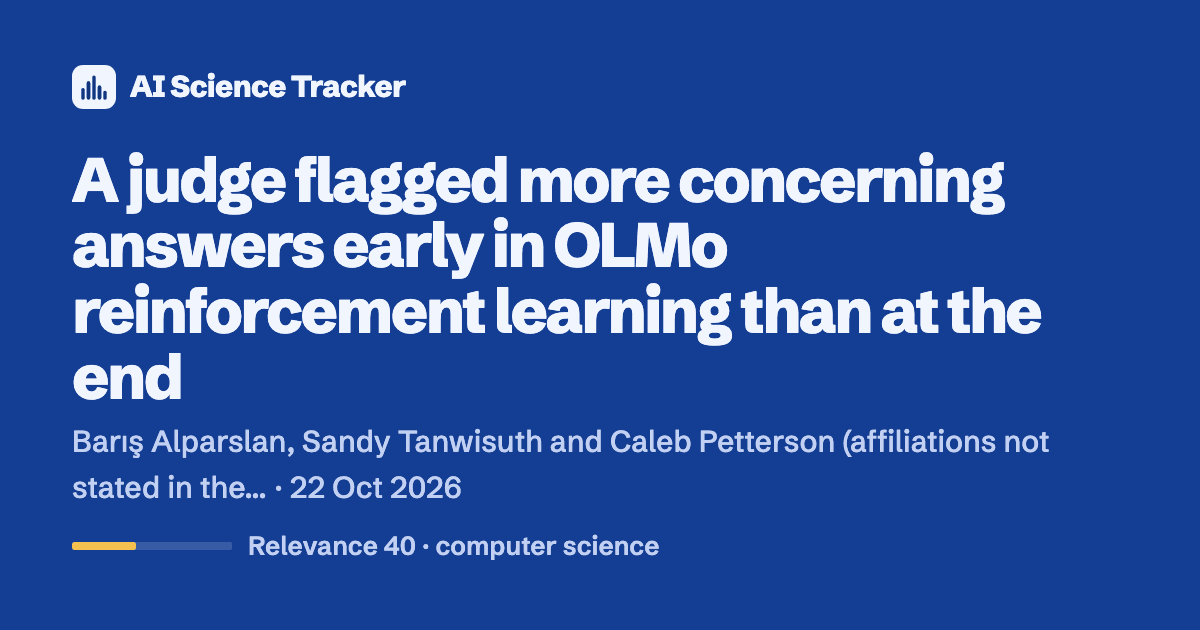 AI Science Tracker
A judge flagged more concerning
answers early in OLMo
reinforcement learning than at the
end
Barış Alparslan, Sandy Tanwisuth and Caleb Petterson (affiliations not
stated in the... · 22 Oct 2026
Relevance 40 · computer science